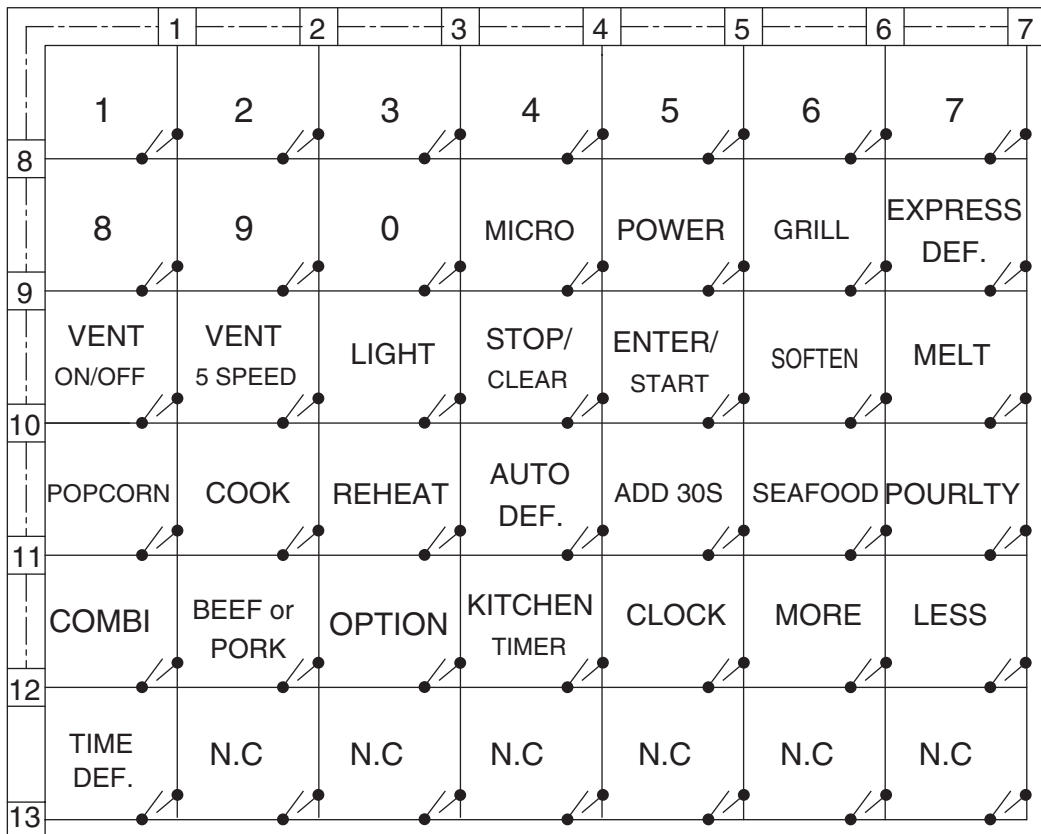 1 2 3 4 5 6 7
1 2 3 4 5 6 7
8
8 9 0 MICRO POWER GRILL EXPRESS
DEF.
9
VENT VENT LIGHT STOP/ ENTER/ SOFTEN MELT
ON/OFF 5 SPEED CLEAR START
10
POPCORN COOK REHEAT AUTO ADD 30S SEAFOOD POURLTY
DEF.
11
COMBI BEEF or OPTION KITCHEN CLOCK MORE LESS
PORK TIMER
12
TIME N.C N.C N.C N.C N.C N.C
DEF.
13